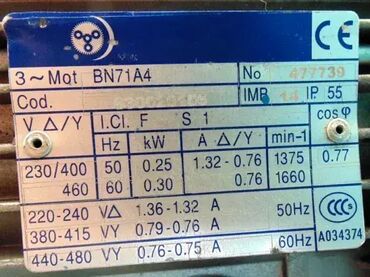 CE
3~Mot BN71A4 No 477739
Cod. IMB 14 IP 55
V Δ/Y I.Cl. F S 1 cosφ
Hz kW A Δ/Y min-1
230/400 50 0.25 1.32-0.76 1375 0.77
460 60 0.30 0.76 1660
220-240 VΔ 1.36-1.32 A 50Hz
380-415 VY 0.79-0.76 A
440-480 VY 0.76-0.75 A 60Hz
CCC
A034374